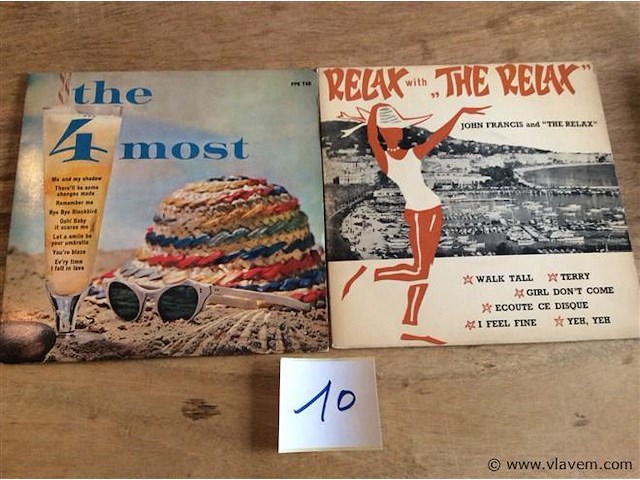 the
4 most
FPK 740
Me and my shadow
There'll be some
changes made
Remember me
Bye Bye Blackbird
Ooh! Baby
it scares me
Let a smile be
your umbrella
You're blase
Ev'ry time
I fall in love
RELAX with „THE RELAX”
JOHN FRANCIS and "THE RELAX"
WALK TALL TERRY
GIRL DON'T COME
ECOUTE CE DISQUE
I FEEL FINE YEH, YEH
10
© www.vlavem.com